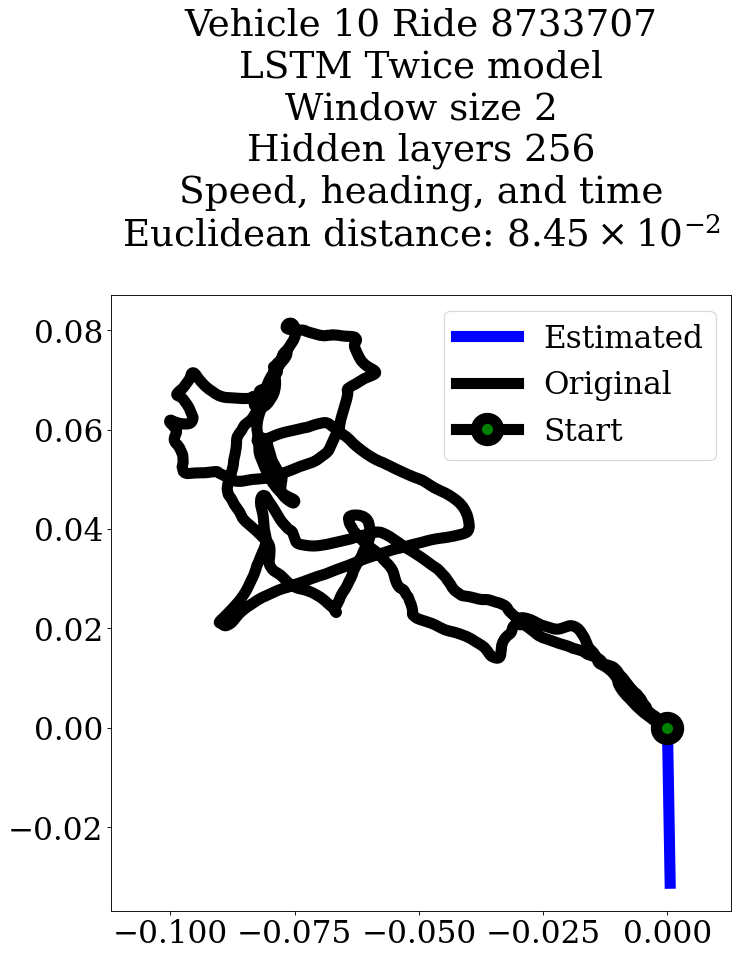 Vehicle 10 Ride 8733707
LSTM Twice model
Window size 2
Hidden layers 256
Speed, heading, and time
Euclidean distance: 8.45 × 10⁻²
Estimated
Original
Start
0.08
0.06
0.04
0.02
0.00
−0.02
−0.100 −0.075 −0.050 −0.025 0.000